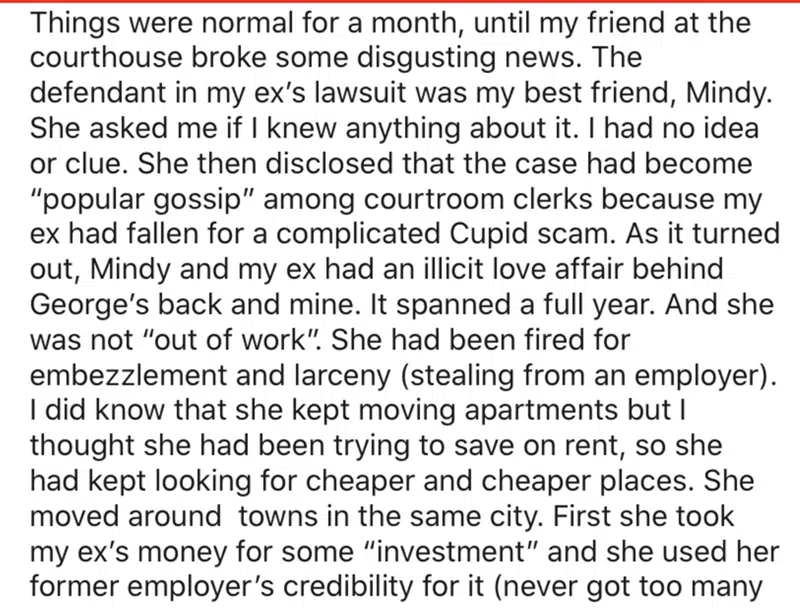 Things were normal for a month, until my friend at the
courthouse broke some disgusting news. The
defendant in my ex’s lawsuit was my best friend, Mindy.
She asked me if I knew anything about it. I had no idea
or clue. She then disclosed that the case had become
“popular gossip” among courtroom clerks because my
ex had fallen for a complicated Cupid scam. As it turned
out, Mindy and my ex had an illicit love affair behind
George’s back and mine. It spanned a full year. And she
was not “out of work”. She had been fired for
embezzlement and larceny (stealing from an employer).
I did know that she kept moving apartments but I
thought she had been trying to save on rent, so she
had kept looking for cheaper and cheaper places. She
moved around  towns in the same city. First she took
my ex’s money for some “investment” and she used her
former employer’s credibility for it (never got too many